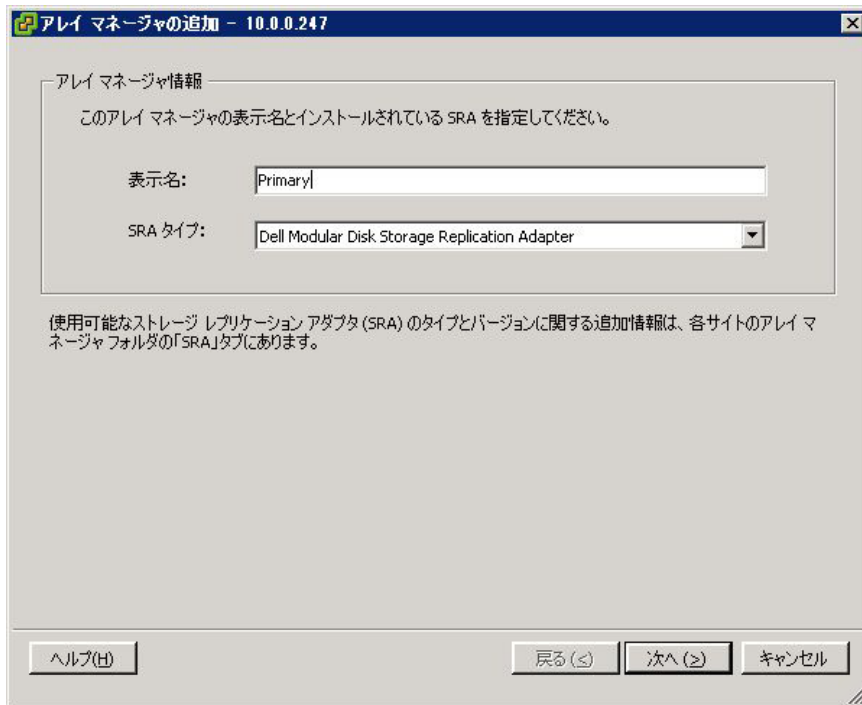 アレイ マネージャの追加 - 10.0.0.247
アレイ マネージャ情報
このアレイ マネージャの表示名とインストールされている SRA を指定してください。
表示名:
Primary
SRA タイプ:
Dell Modular Disk Storage Replication Adapter
使用可能なストレージ レプリケーション アダプタ (SRA) のタイプとバージョンに関する追加情報は、各サイトのアレイ マ
ネージャ フォルダの「SRA」タブにあります。
ヘルプ(H)
戻る(<)
次へ(>)
キャンセル